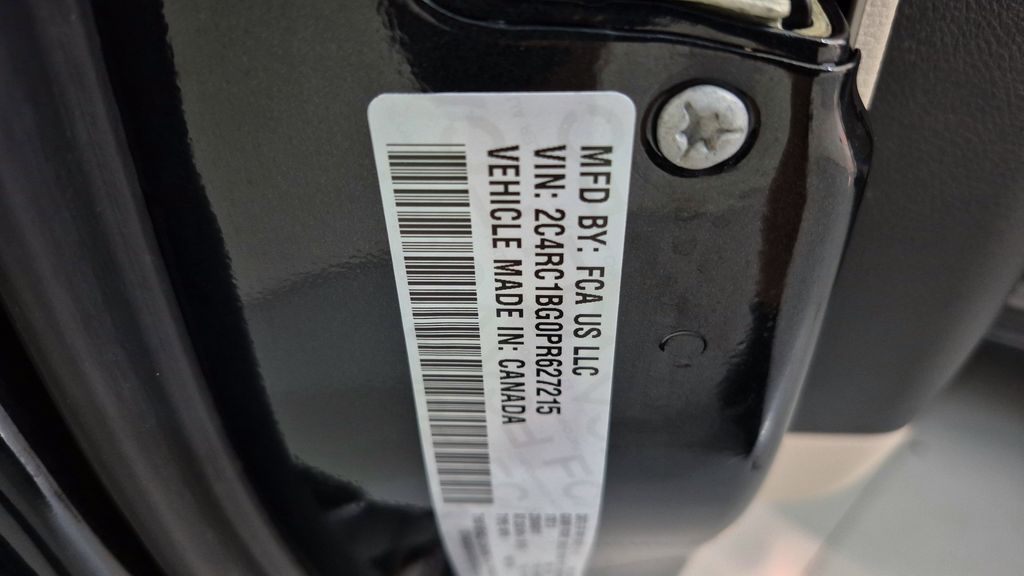 MFD BY: FCA US LLC
VIN: 2C4RC1BG0PR627215
VEHICLE MADE IN: CANADA